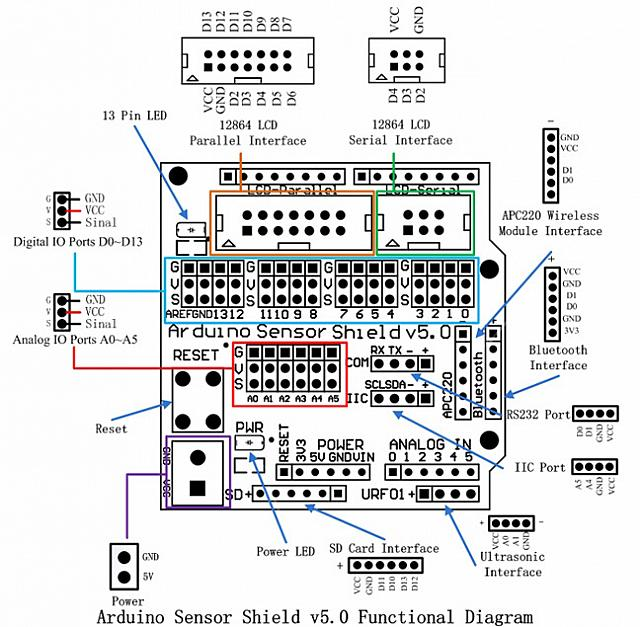 D13 D12 D11 D10 D9 D8 D7
VCC GND
VCC GND D2 D3 D4 D5 D6
D4 D3 D2
13 Pin LED
12864 LCD
Parallel Interface
12864 LCD
Serial Interface
-
GND
VCC
D1
D0
APC220 Wireless
Module Interface
G GND
V VCC
S Sinal
Digital IO Ports D0~D13
LCD-Parallel
LCD-Serial
G
V
S
AREF GND 13 12 11 10 9 8 7 6 5 4 3 2 1 0
Arduino Sensor Shield v5.0
+
VCC
GND
D1
D0
GND
3V3
Bluetooth
Interface
G GND
V VCC
S Sinal
Analog IO Ports A0~A5
RESET
G
V
S
A0 A1 A2 A3 A4 A5
COM
RX TX - +
IIC
SCL SDA - +
- +
APC220
Bluetooth
RS232 Port
D0 D1 GND VCC
IIC Port
A5 A4 GND VCC
Reset
PWR
GND VCC
RESET 3V3 5V GND VIN
POWER
ANALOG IN
0 1 2 3 4 5
SD+
URF01+
Power LED
SD Card Interface
+
VCC GND D11 D10 D13 D12
+ -
VCC A0 A1 GND
Ultrasonic
Interface
GND
5V
Power
Arduino Sensor Shield v5.0 Functional Diagram